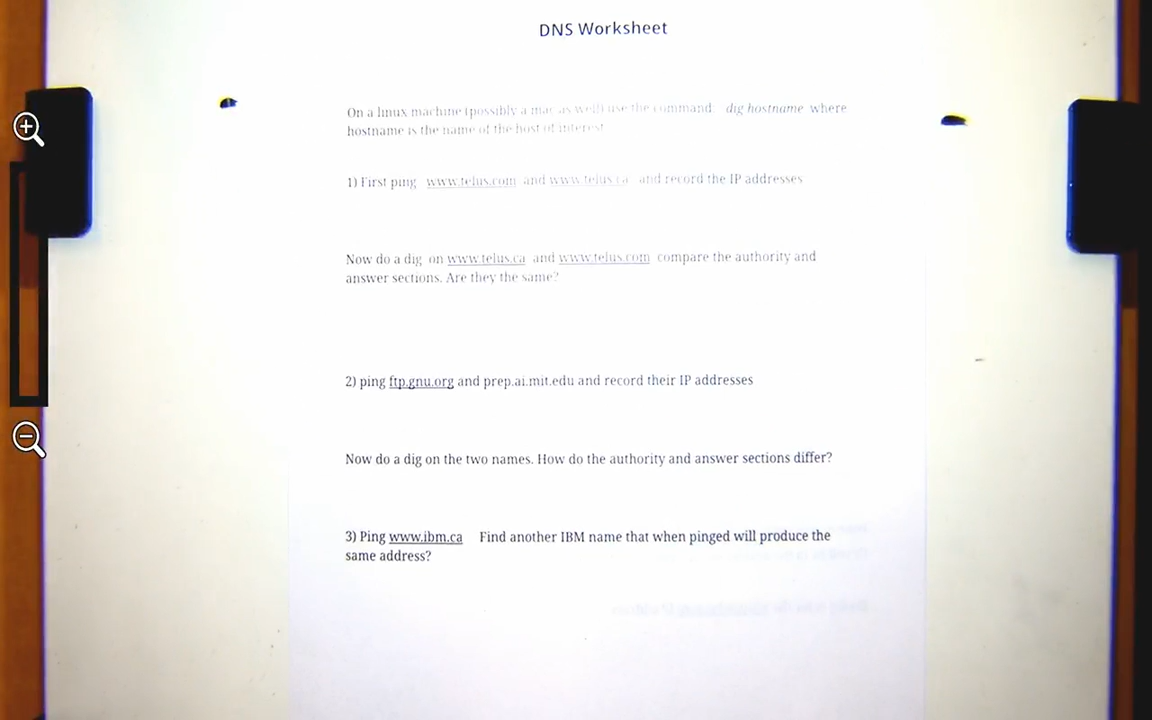 DNS Worksheet
On a linux machine (possibly a mac as well) use the command dig hostname where
hostname is the name of the host of interest
1) First ping www.telus.com and www.telus.ca and record the IP addresses
Now do a dig on www.telus.ca and www.telus.com compare the authority and
answer sections. Are they the same?
2) ping ftp.gnu.org and prep.ai.mit.edu and record their IP addresses
Now do a dig on the two names. How do the authority and answer sections differ?
3) Ping www.ibm.ca Find another IBM name that when pinged will produce the
same address?